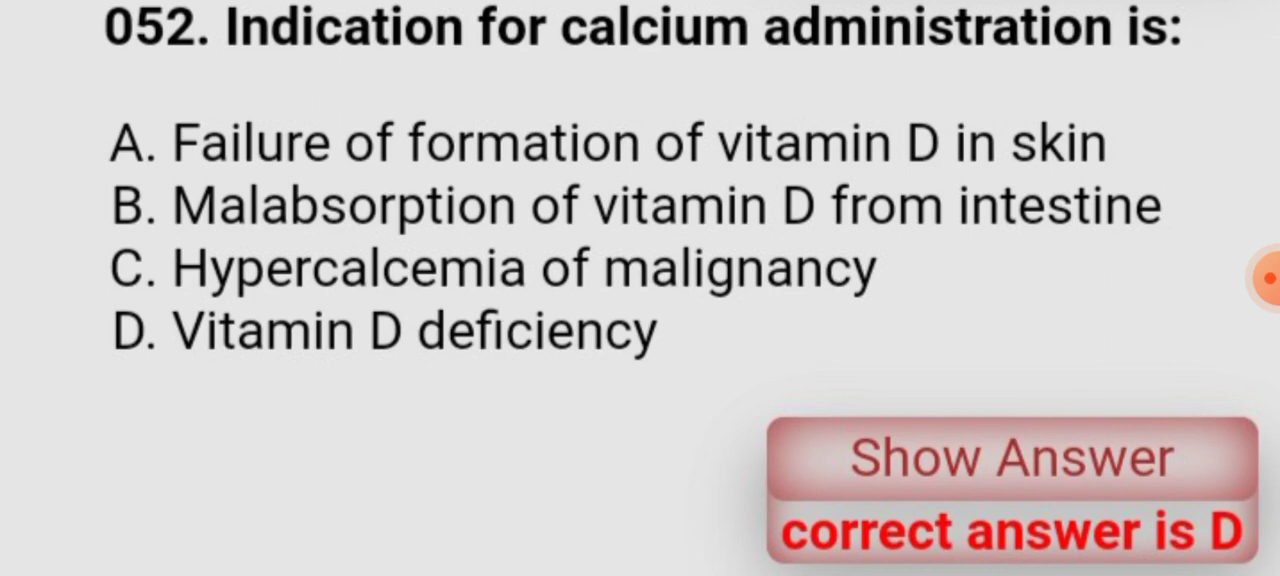 052. Indication for calcium administration is:
A. Failure of formation of vitamin D in skin
B. Malabsorption of vitamin D from intestine
C. Hypercalcemia of malignancy
D. Vitamin D deficiency
Show Answer
correct answer is D